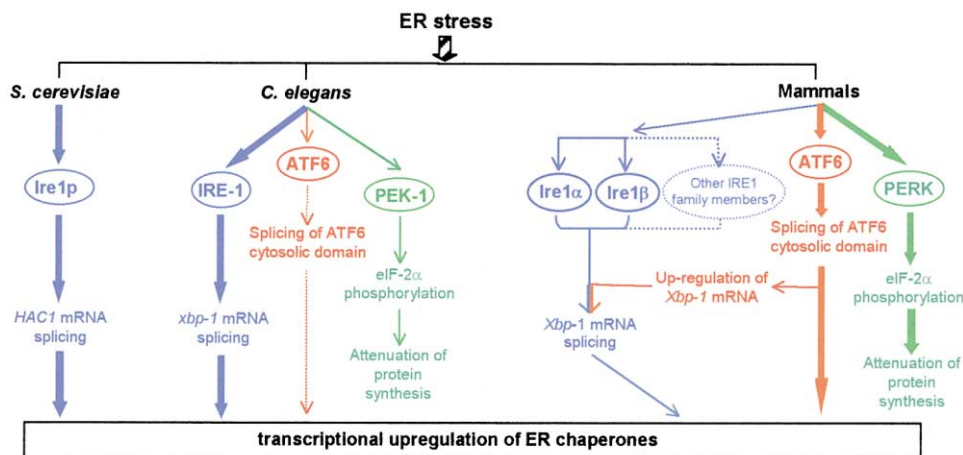 ER stress
S. cerevisiae
C. elegans
Mammals
Ire1p
HAC1 mRNA
splicing
IRE-1
xbp-1 mRNA
splicing
ATF6
Splicing of ATF6
cytosolic domain
PEK-1
eIF-2α
phosphorylation
Attenuation of
protein
synthesis
Ire1α
Ire1β
Other IRE1
family members?
Xbp-1 mRNA
splicing
Up-regulation of
Xbp-1 mRNA
ATF6
Splicing of ATF6
cytosolic domain
PERK
eIF-2α
phosphorylation
Attenuation of
protein
synthesis
transcriptional upregulation of ER chaperones